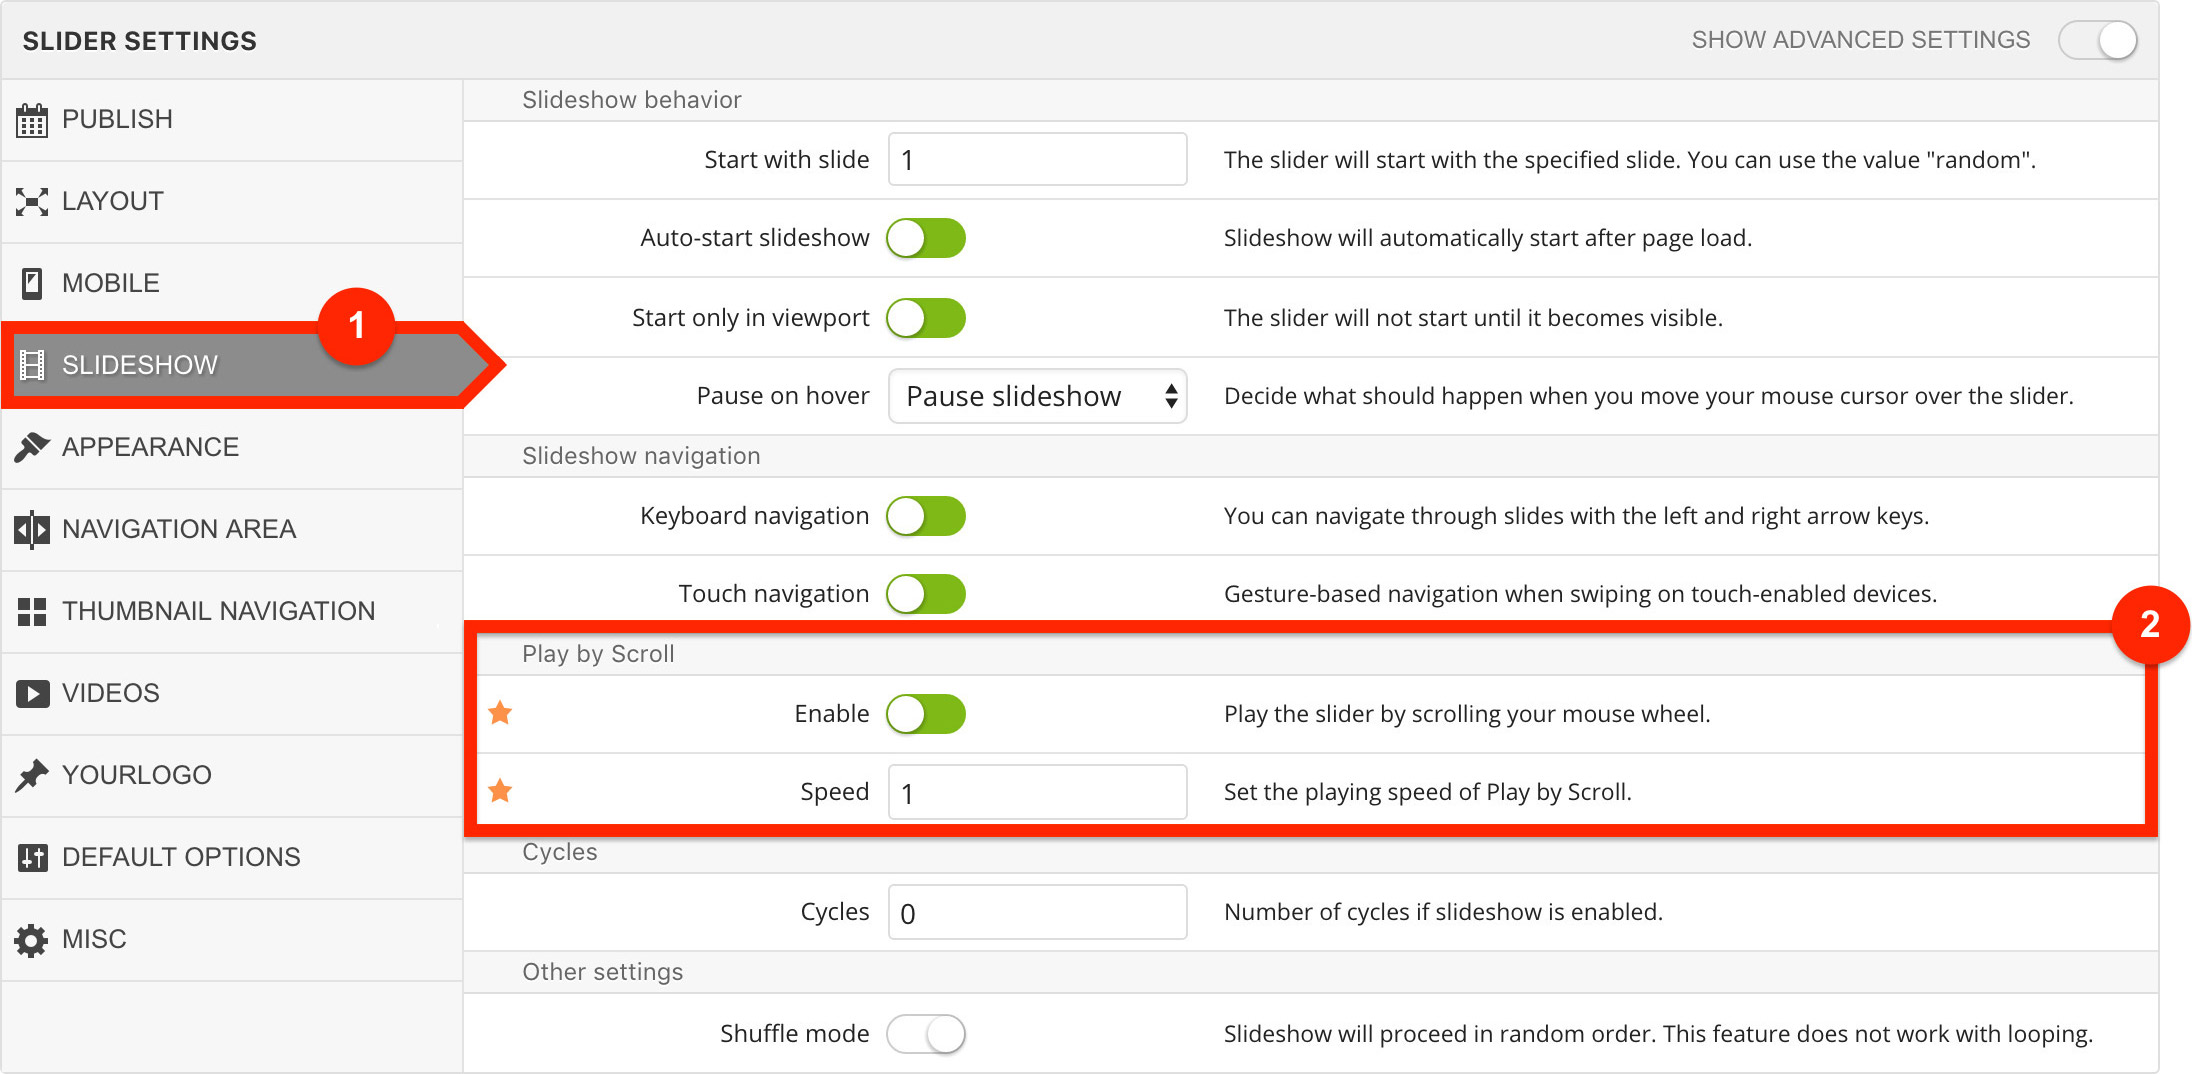 SLIDER SETTINGS
SHOW ADVANCED SETTINGS
PUBLISH
LAYOUT
MOBILE
1
SLIDESHOW
APPEARANCE
NAVIGATION AREA
THUMBNAIL NAVIGATION
VIDEOS
YOURLOGO
DEFAULT OPTIONS
MISC
Slideshow behavior
Start with slide 1 The slider will start with the specified slide. You can use the value "random".
Auto-start slideshow Slideshow will automatically start after page load.
Start only in viewport The slider will not start until it becomes visible.
Pause on hover Pause slideshow Decide what should happen when you move your mouse cursor over the slider.
Slideshow navigation
Keyboard navigation You can navigate through slides with the left and right arrow keys.
Touch navigation Gesture-based navigation when swiping on touch-enabled devices.
2
Play by Scroll
Enable Play the slider by scrolling your mouse wheel.
Speed 1 Set the playing speed of Play by Scroll.
Cycles
Cycles 0 Number of cycles if slideshow is enabled.
Other settings
Shuffle mode Slideshow will proceed in random order. This feature does not work with looping.